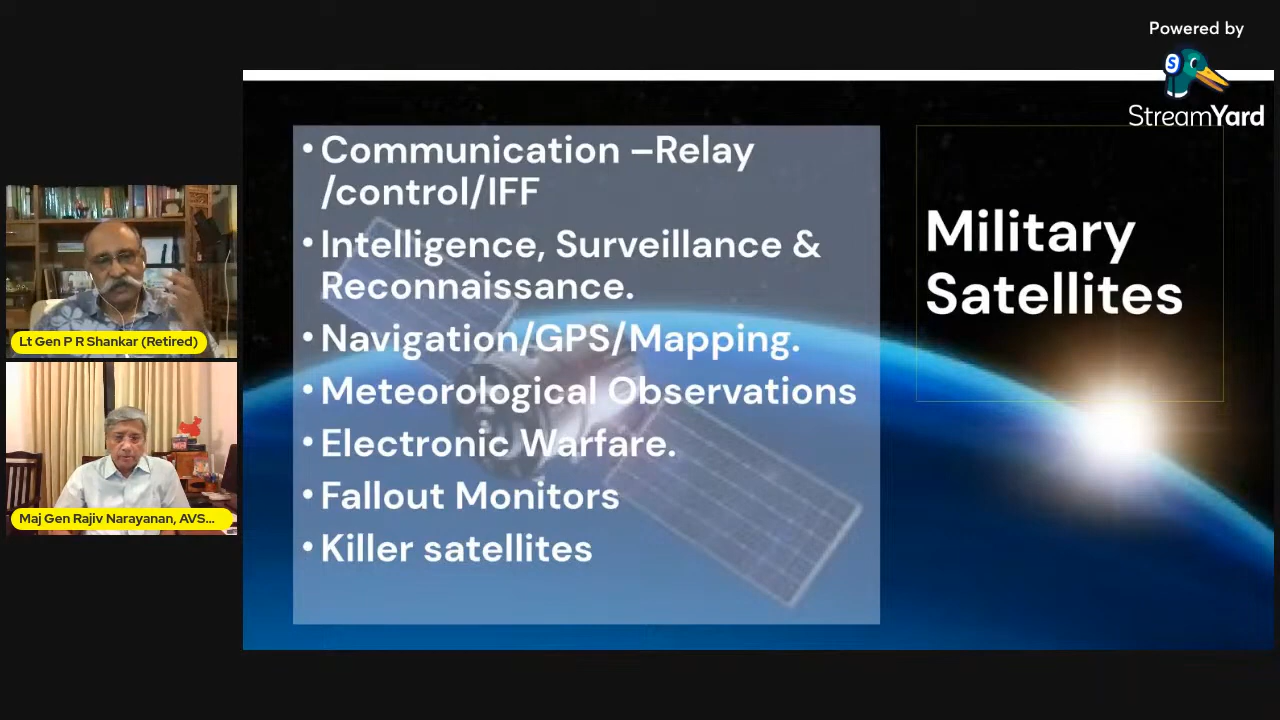 Powered by
StreamYard
Lt Gen P R Shankar (Retired)
Maj Gen Rajiv Narayanan, AVS...
• Communication –Relay
/control/IFF
• Intelligence, Surveillance &
Reconnaissance.
• Navigation/GPS/Mapping.
• Meteorological Observations
• Electronic Warfare.
• Fallout Monitors
• Killer satellites
Military
Satellites